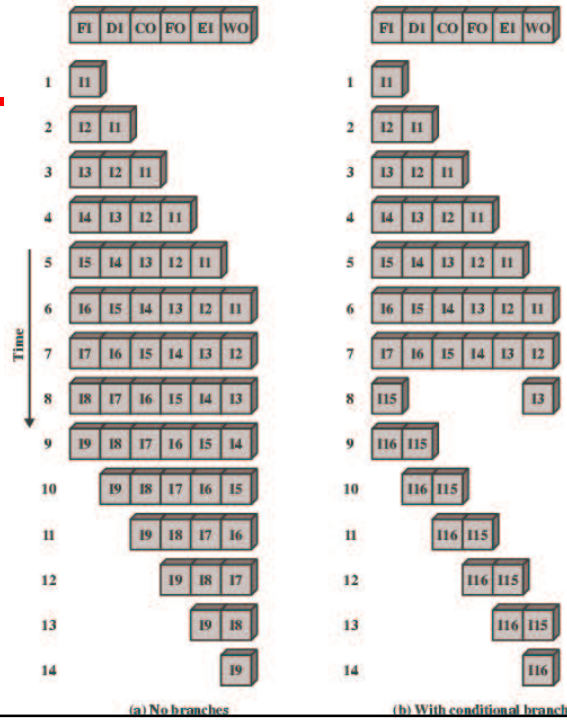 FI DI CO FO EI WO
1 I1
2 I2 I1
3 I3 I2 I1
4 I4 I3 I2 I1
5 I5 I4 I3 I2 I1
6 I6 I5 I4 I3 I2 I1
7 I7 I6 I5 I4 I3 I2
8 I8 I7 I6 I5 I4 I3
9 I9 I8 I7 I6 I5 I4
10 I9 I8 I7 I6 I5
11 I9 I8 I7 I6
12 I9 I8 I7
13 I9 I8
14 I9
Time
(a) No branches
FI DI CO FO EI WO
1 I1
2 I2 I1
3 I3 I2 I1
4 I4 I3 I2 I1
5 I5 I4 I3 I2 I1
6 I6 I5 I4 I3 I2 I1
7 I7 I6 I5 I4 I3 I2
8 I15 I3
9 I16 I15
10 I16 I15
11 I16 I15
12 I16 I15
13 I16 I15
14 I16
(b) With conditional branch